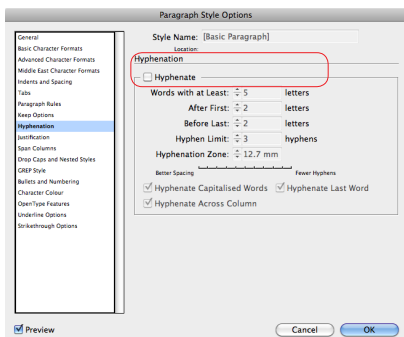 Paragraph Style Options
General
Basic Character Formats
Advanced Character Formats
Middle East Character Formats
Indents and Spacing
Tabs
Paragraph Rules
Keep Options
Hyphenation
Justification
Span Columns
Drop Caps and Nested Styles
GREP Style
Bullets and Numbering
Character Colour
OpenType Features
Underline Options
Strikethrough Options
Style Name: [Basic Paragraph]
Location:
Hyphenation
Hyphenate
Words with at Least: 5 letters
After First: 2 letters
Before Last: 2 letters
Hyphen Limit: 3 hyphens
Hyphenation Zone: 12.7 mm
Better Spacing Fewer Hyphens
Hyphenate Capitalised Words Hyphenate Last Word
Hyphenate Across Column
Preview
Cancel OK